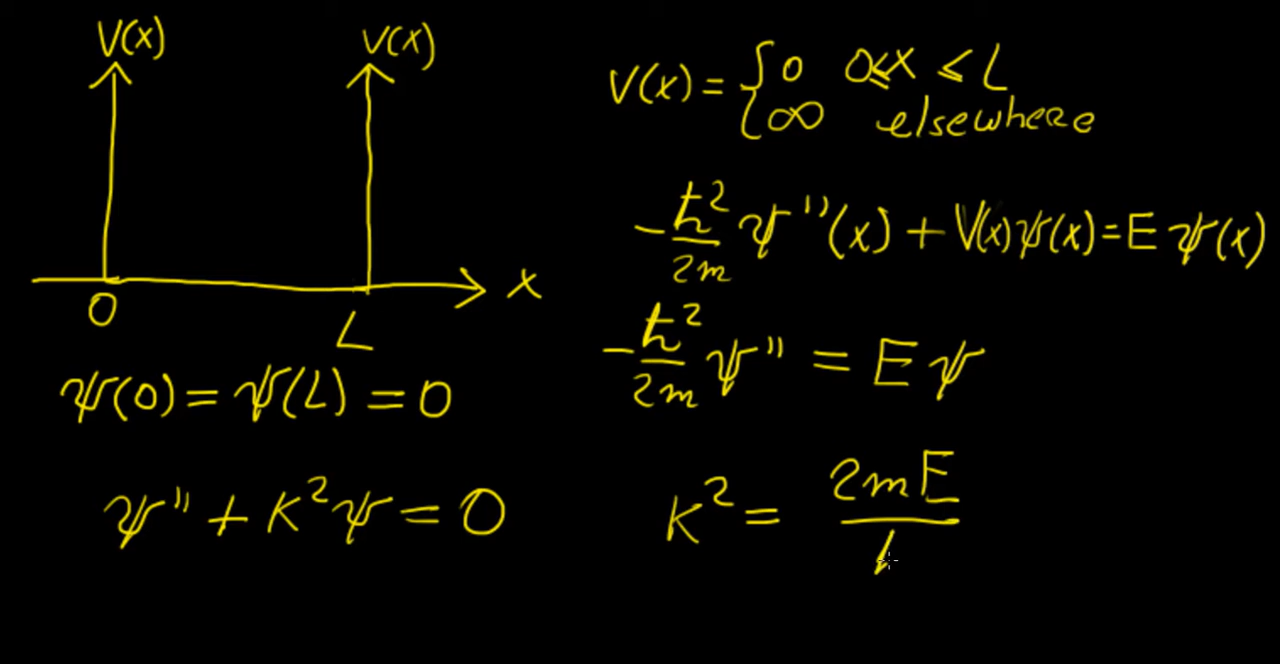 V(x) V(x)
0 L x
ψ(0) = ψ(L) = 0
ψ'' + k²ψ = 0
V(x) = { 0 0 ≤ x ≤ L
∞ elsewhere
-ℏ²/2m ψ''(x) + V(x)ψ(x) = E ψ(x)
-ℏ²/2m ψ'' = E ψ
k² = 2mE/